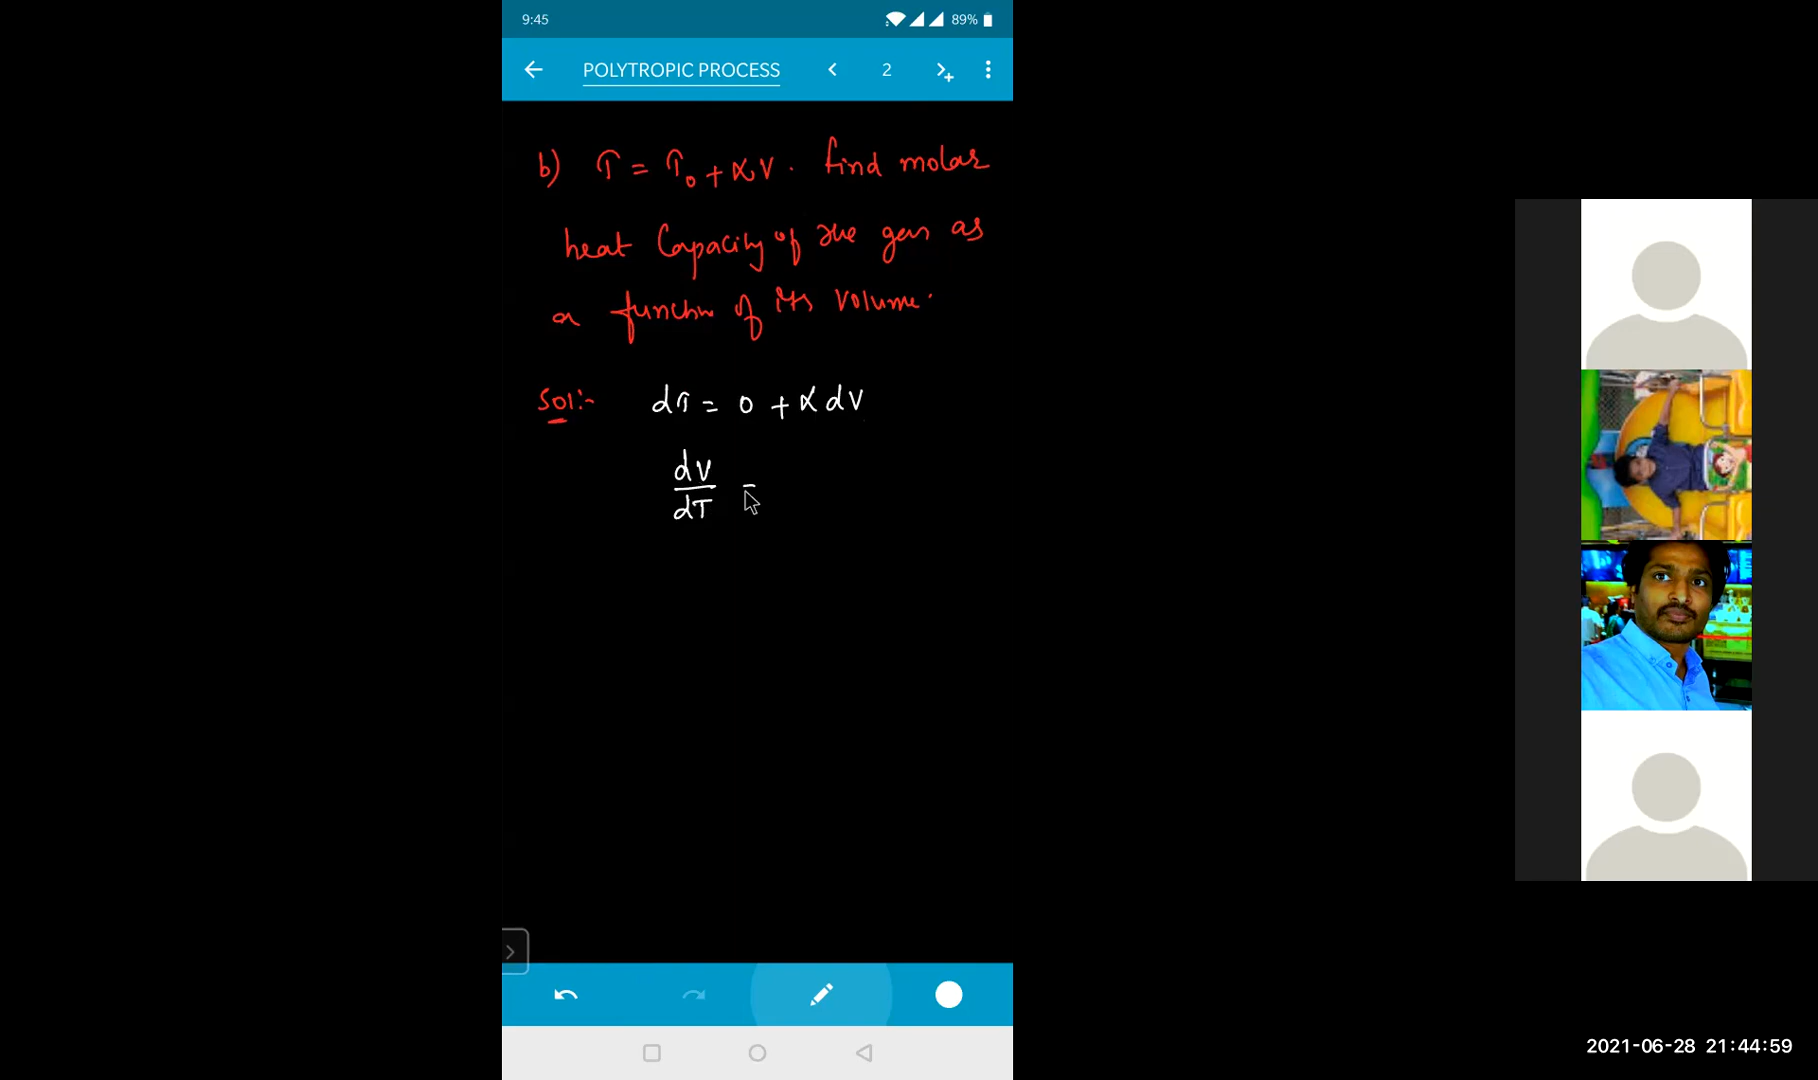 9:45
89%
POLYTROPIC PROCESS
2
b) T = T₀ + αV. find molar
heat Capacity of the gas as
a function of its volume.
Sol:- dT = 0 + α dV
dV/dT =
2021-06-28 21:44:59